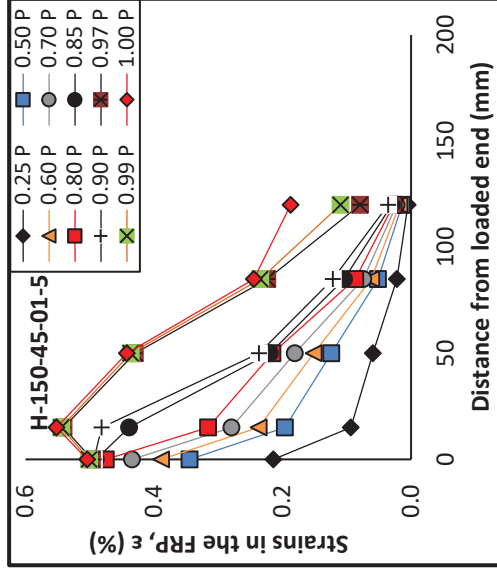 H-150-45-01-5
0.25 P
0.50 P
0.60 P
0.70 P
0.80 P
0.85 P
0.90 P
0.97 P
0.99 P
1.00 P
Strains in the FRP, ε (%)
0.6
0.4
0.2
0.0
0
50
100
150
200
Distance from loaded end (mm)